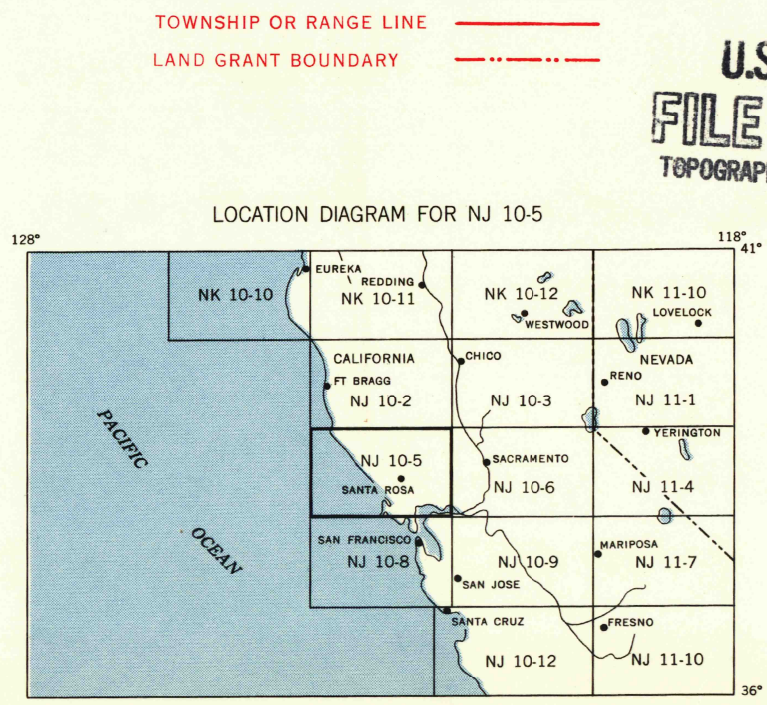 TOWNSHIP OR RANGE LINE
LAND GRANT BOUNDARY
U.S
FILE
TOPOGRAP
LOCATION DIAGRAM FOR NJ 10-5
128°
118°
41°
EUREKA
NK 10-10
REDDING
NK 10-11
NK 10-12
WESTWOOD
NK 11-10
LOVELOCK
CALIFORNIA
FT BRAGG
NJ 10-2
CHICO
NJ 10-3
NEVADA
RENO
NJ 11-1
PACIFIC
OCEAN
NJ 10-5
SANTA ROSA
SACRAMENTO
NJ 10-6
YERINGTON
NJ 11-4
SAN FRANCISCO
NJ 10-8
NJ 10-9
SAN JOSE
MARIPOSA
NJ 11-7
SANTA CRUZ
NJ 10-12
FRESNO
NJ 11-10
36°